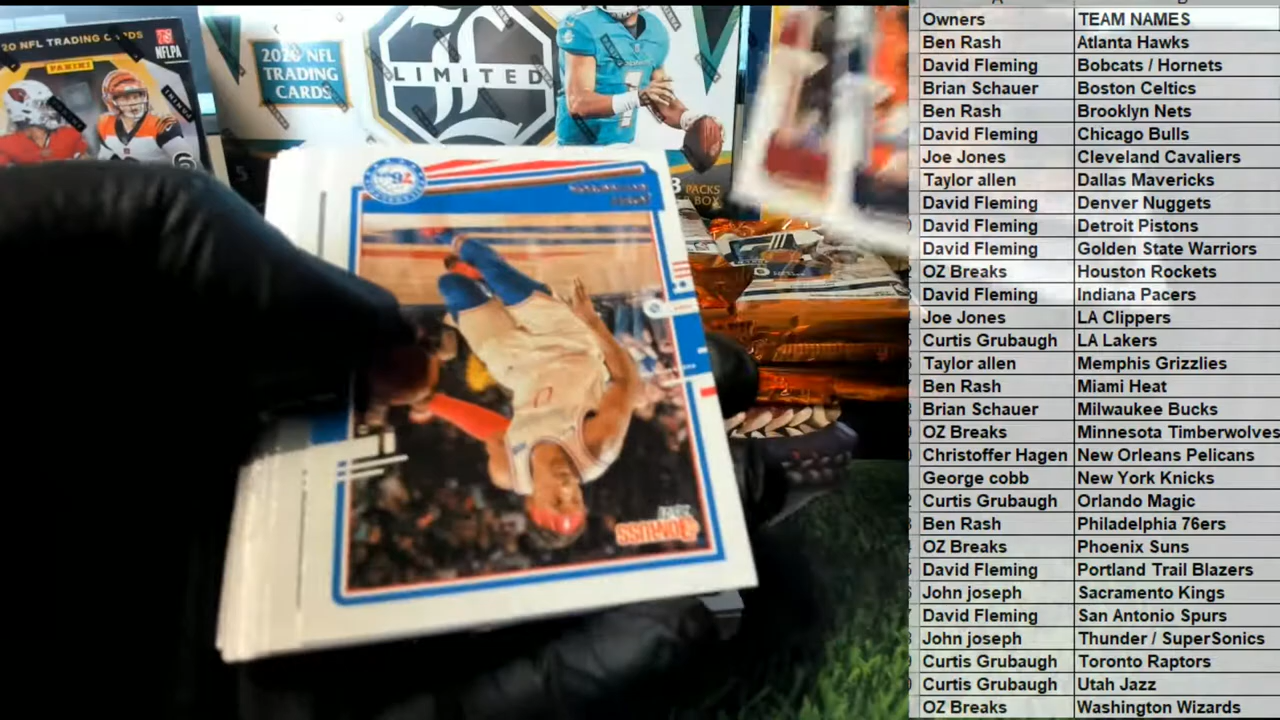 20 NFL TRADING CARDS
NFLPA
PANINI
2020 NFL
TRADING
CARDS
LIMITED
PACKS
BOX
DONRUSS
Owners TEAM NAMES
Ben Rash Atlanta Hawks
David Fleming Bobcats / Hornets
Brian Schauer Boston Celtics
Ben Rash Brooklyn Nets
David Fleming Chicago Bulls
Joe Jones Cleveland Cavaliers
Taylor allen Dallas Mavericks
David Fleming Denver Nuggets
David Fleming Detroit Pistons
David Fleming Golden State Warriors
OZ Breaks Houston Rockets
David Fleming Indiana Pacers
Joe Jones LA Clippers
Curtis Grubaugh LA Lakers
Taylor allen Memphis Grizzlies
Ben Rash Miami Heat
Brian Schauer Milwaukee Bucks
OZ Breaks Minnesota Timberwolves
Christoffer Hagen New Orleans Pelicans
George cobb New York Knicks
Curtis Grubaugh Orlando Magic
Ben Rash Philadelphia 76ers
OZ Breaks Phoenix Suns
David Fleming Portland Trail Blazers
John joseph Sacramento Kings
David Fleming San Antonio Spurs
John joseph Thunder / SuperSonics
Curtis Grubaugh Toronto Raptors
Curtis Grubaugh Utah Jazz
OZ Breaks Washington Wizards